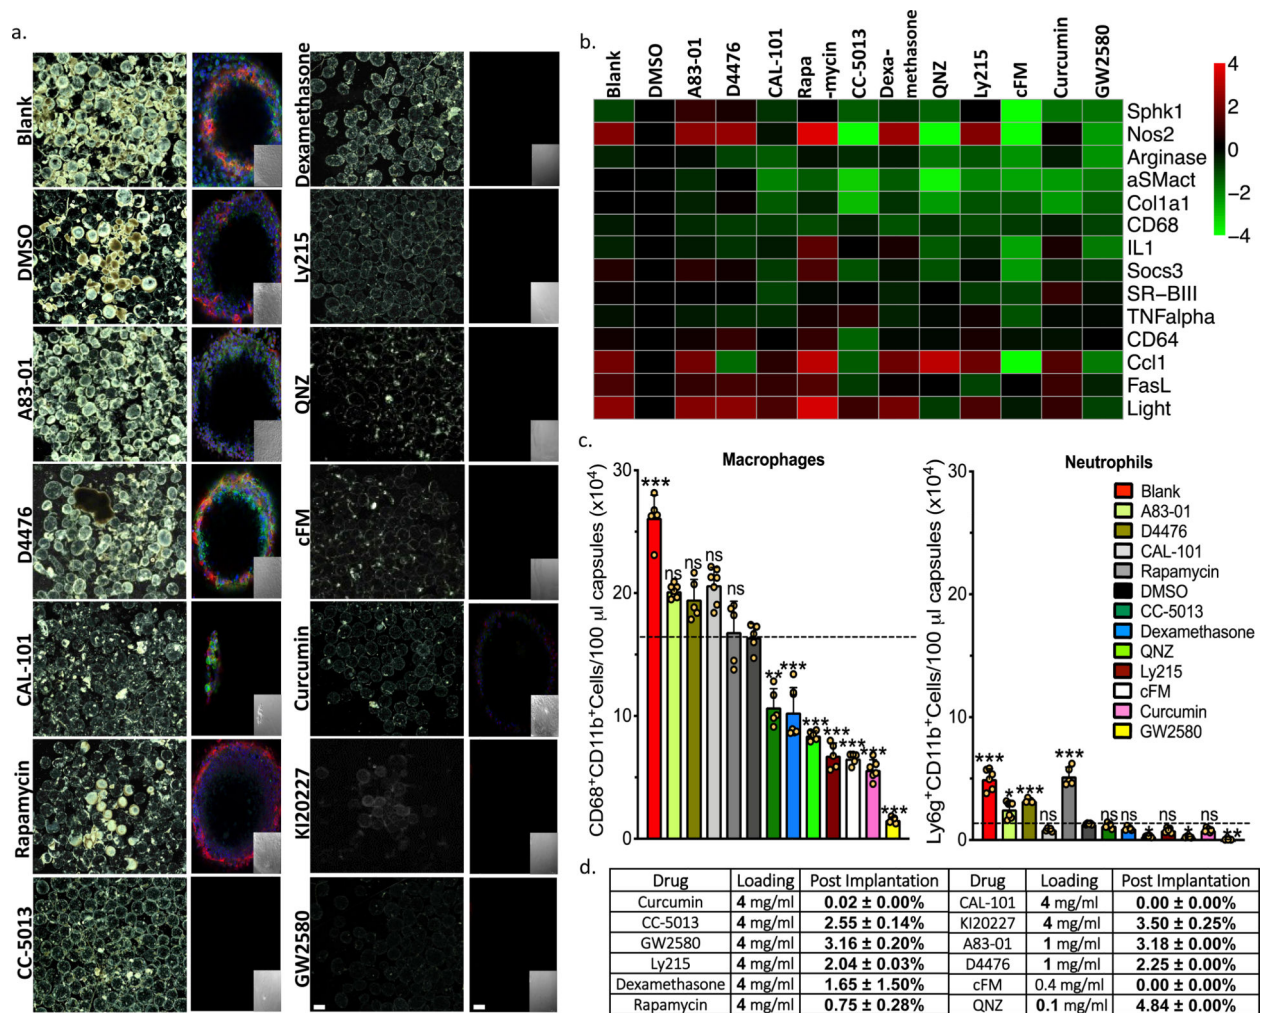 a.
Blank
DMSO
A83-01
D4476
CAL-101
Rapamycin
CC-5013
Dexamethasone
Ly215
QNZ
cFM
Curcumin
KI20227
GW2580
b.
Blank
DMSO
A83-01
D4476
CAL-101
Rapa
-mycin
CC-5013
Dexa-
methasone
QNZ
Ly215
cFM
Curcumin
GW2580
Sphk1
Nos2
Arginase
aSMact
Col1a1
CD68
IL1
Socs3
SR-BIII
TNFalpha
CD64
Ccl1
FasL
Light
4
2
0
−2
−4
c.
Macrophages
CD68+CD11b+Cells/100 µl capsules (x10⁴)
30
20
10
0
***
ns
ns
ns
ns
**
***
***
***
***
***
***
Neutrophils
Ly6g+CD11b+Cells/100 µl capsules (x10⁴)
30
20
10
0
***
*
***
ns
***
ns
ns
*
ns
*
ns
**
Blank
A83-01
D4476
CAL-101
Rapamycin
DMSO
CC-5013
Dexamethasone
QNZ
Ly215
cFM
Curcumin
GW2580
d.
Drug Loading Post Implantation Drug Loading Post Implantation
Curcumin 4 mg/ml 0.02 ± 0.00% CAL-101 4 mg/ml 0.00 ± 0.00%
CC-5013 4 mg/ml 2.55 ± 0.14% KI20227 4 mg/ml 3.50 ± 0.25%
GW2580 4 mg/ml 3.16 ± 0.20% A83-01 1 mg/ml 3.18 ± 0.00%
Ly215 4 mg/ml 2.04 ± 0.03% D4476 1 mg/ml 2.25 ± 0.00%
Dexamethasone 4 mg/ml 1.65 ± 1.50% cFM 0.4 mg/ml 0.00 ± 0.00%
Rapamycin 4 mg/ml 0.75 ± 0.28% QNZ 0.1 mg/ml 4.84 ± 0.00%